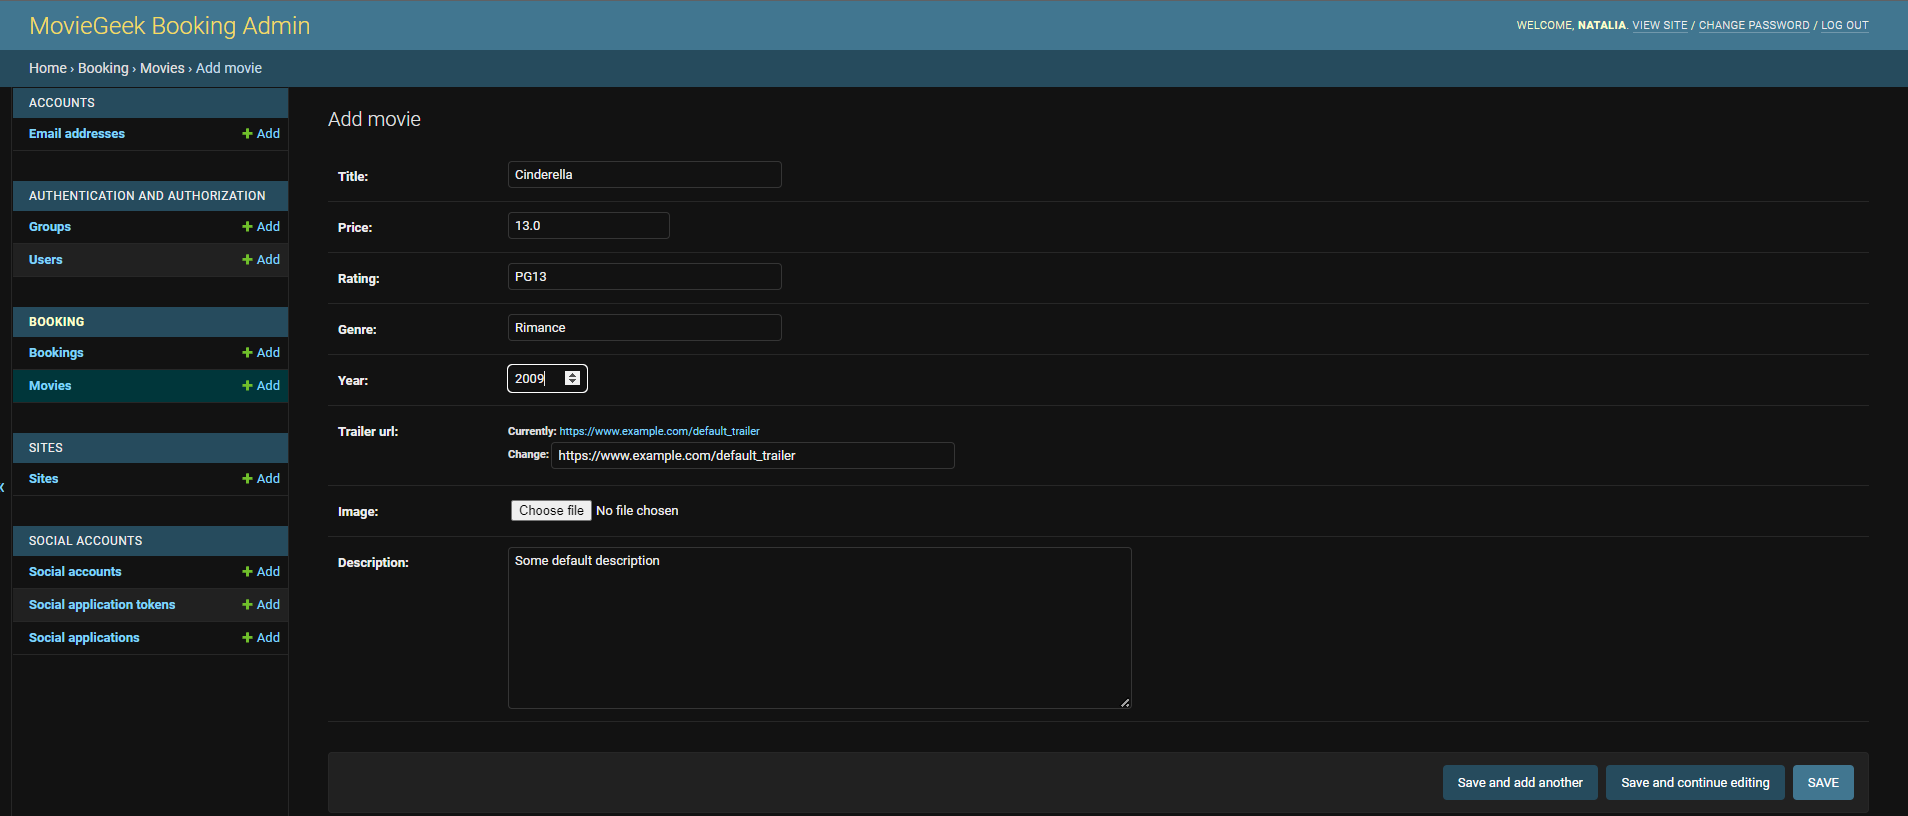 MovieGeek Booking Admin
WELCOME, NATALIA. VIEW SITE / CHANGE PASSWORD / LOG OUT
Home › Booking › Movies › Add movie
ACCOUNTS
Email addresses + Add
AUTHENTICATION AND AUTHORIZATION
Groups + Add
Users + Add
BOOKING
Bookings + Add
Movies + Add
SITES
Sites + Add
SOCIAL ACCOUNTS
Social accounts + Add
Social application tokens + Add
Social applications + Add
Add movie
Title: Cinderella
Price: 13.0
Rating: PG13
Genre: Rimance
Year: 2009
Trailer url: Currently: https://www.example.com/default_trailer
Change: https://www.example.com/default_trailer
Image: Choose file No file chosen
Description: Some default description
Save and add another Save and continue editing SAVE